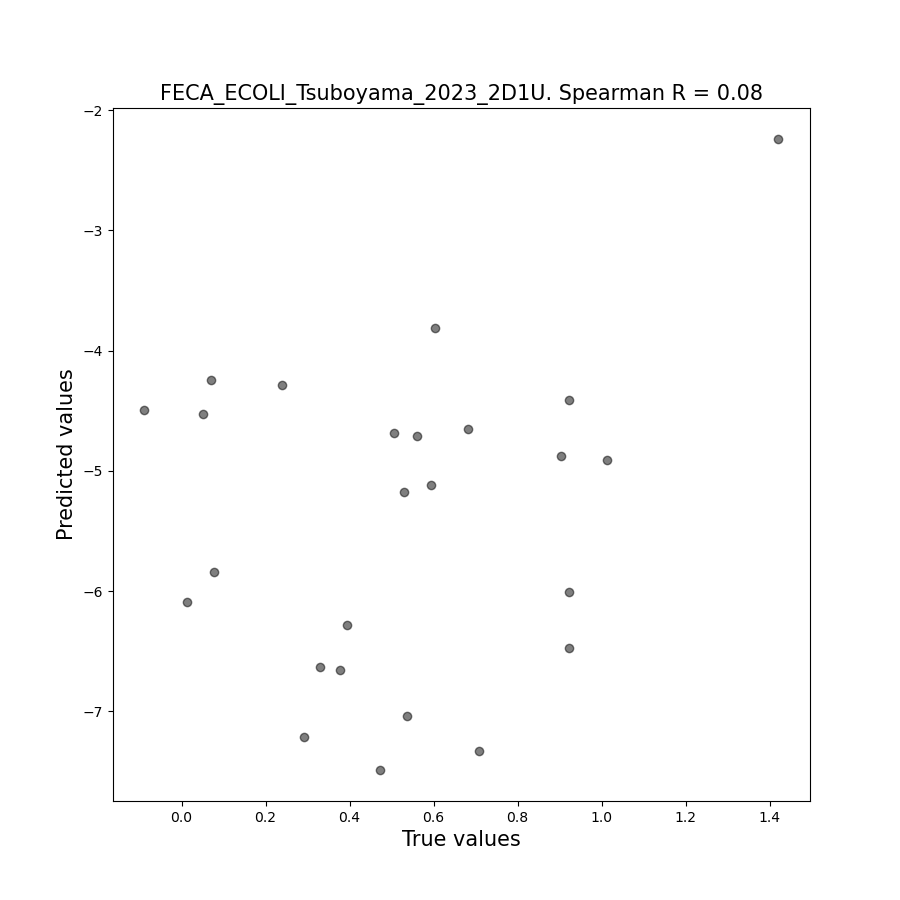 FECA_ECOLI_Tsuboyama_2023_2D1U. Spearman R = 0.08
−2
−3
−4
−5
−6
−7
Predicted values
0.0 0.2 0.4 0.6 0.8 1.0 1.2 1.4
True values